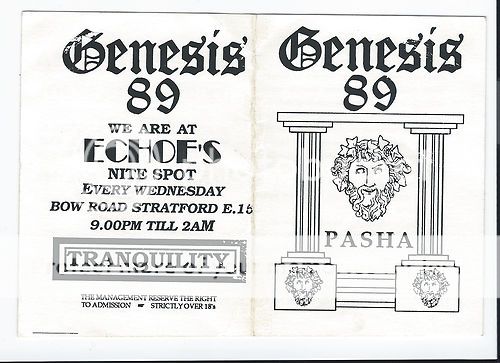 Genesis
89
WE ARE AT
ECHOE'S
NITE SPOT
EVERY WEDNESDAY
BOW ROAD STRATFORD E.15
9.00PM TILL 2AM
TRANQUILITY
THE MANAGEMENT RESERVE THE RIGHT
TO ADMISSION or STRICTLY OVER 18's
Genesis
89
PASHA